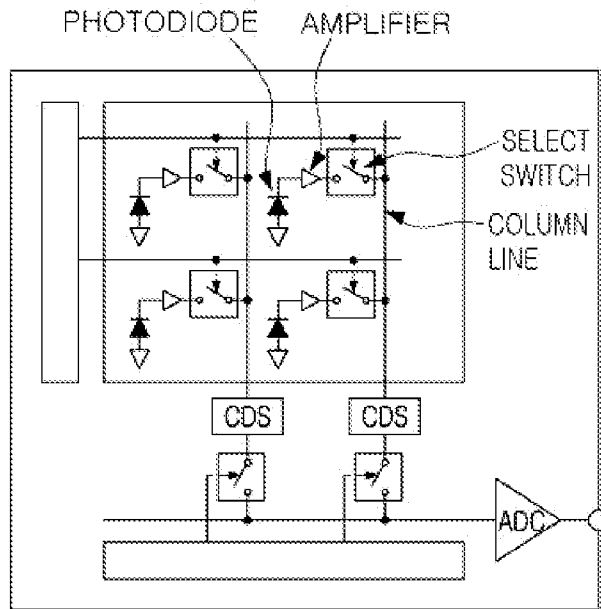 PHOTODIODE
AMPLIFIER
SELECT
SWITCH
COLUMN
LINE
CDS
CDS
ADC